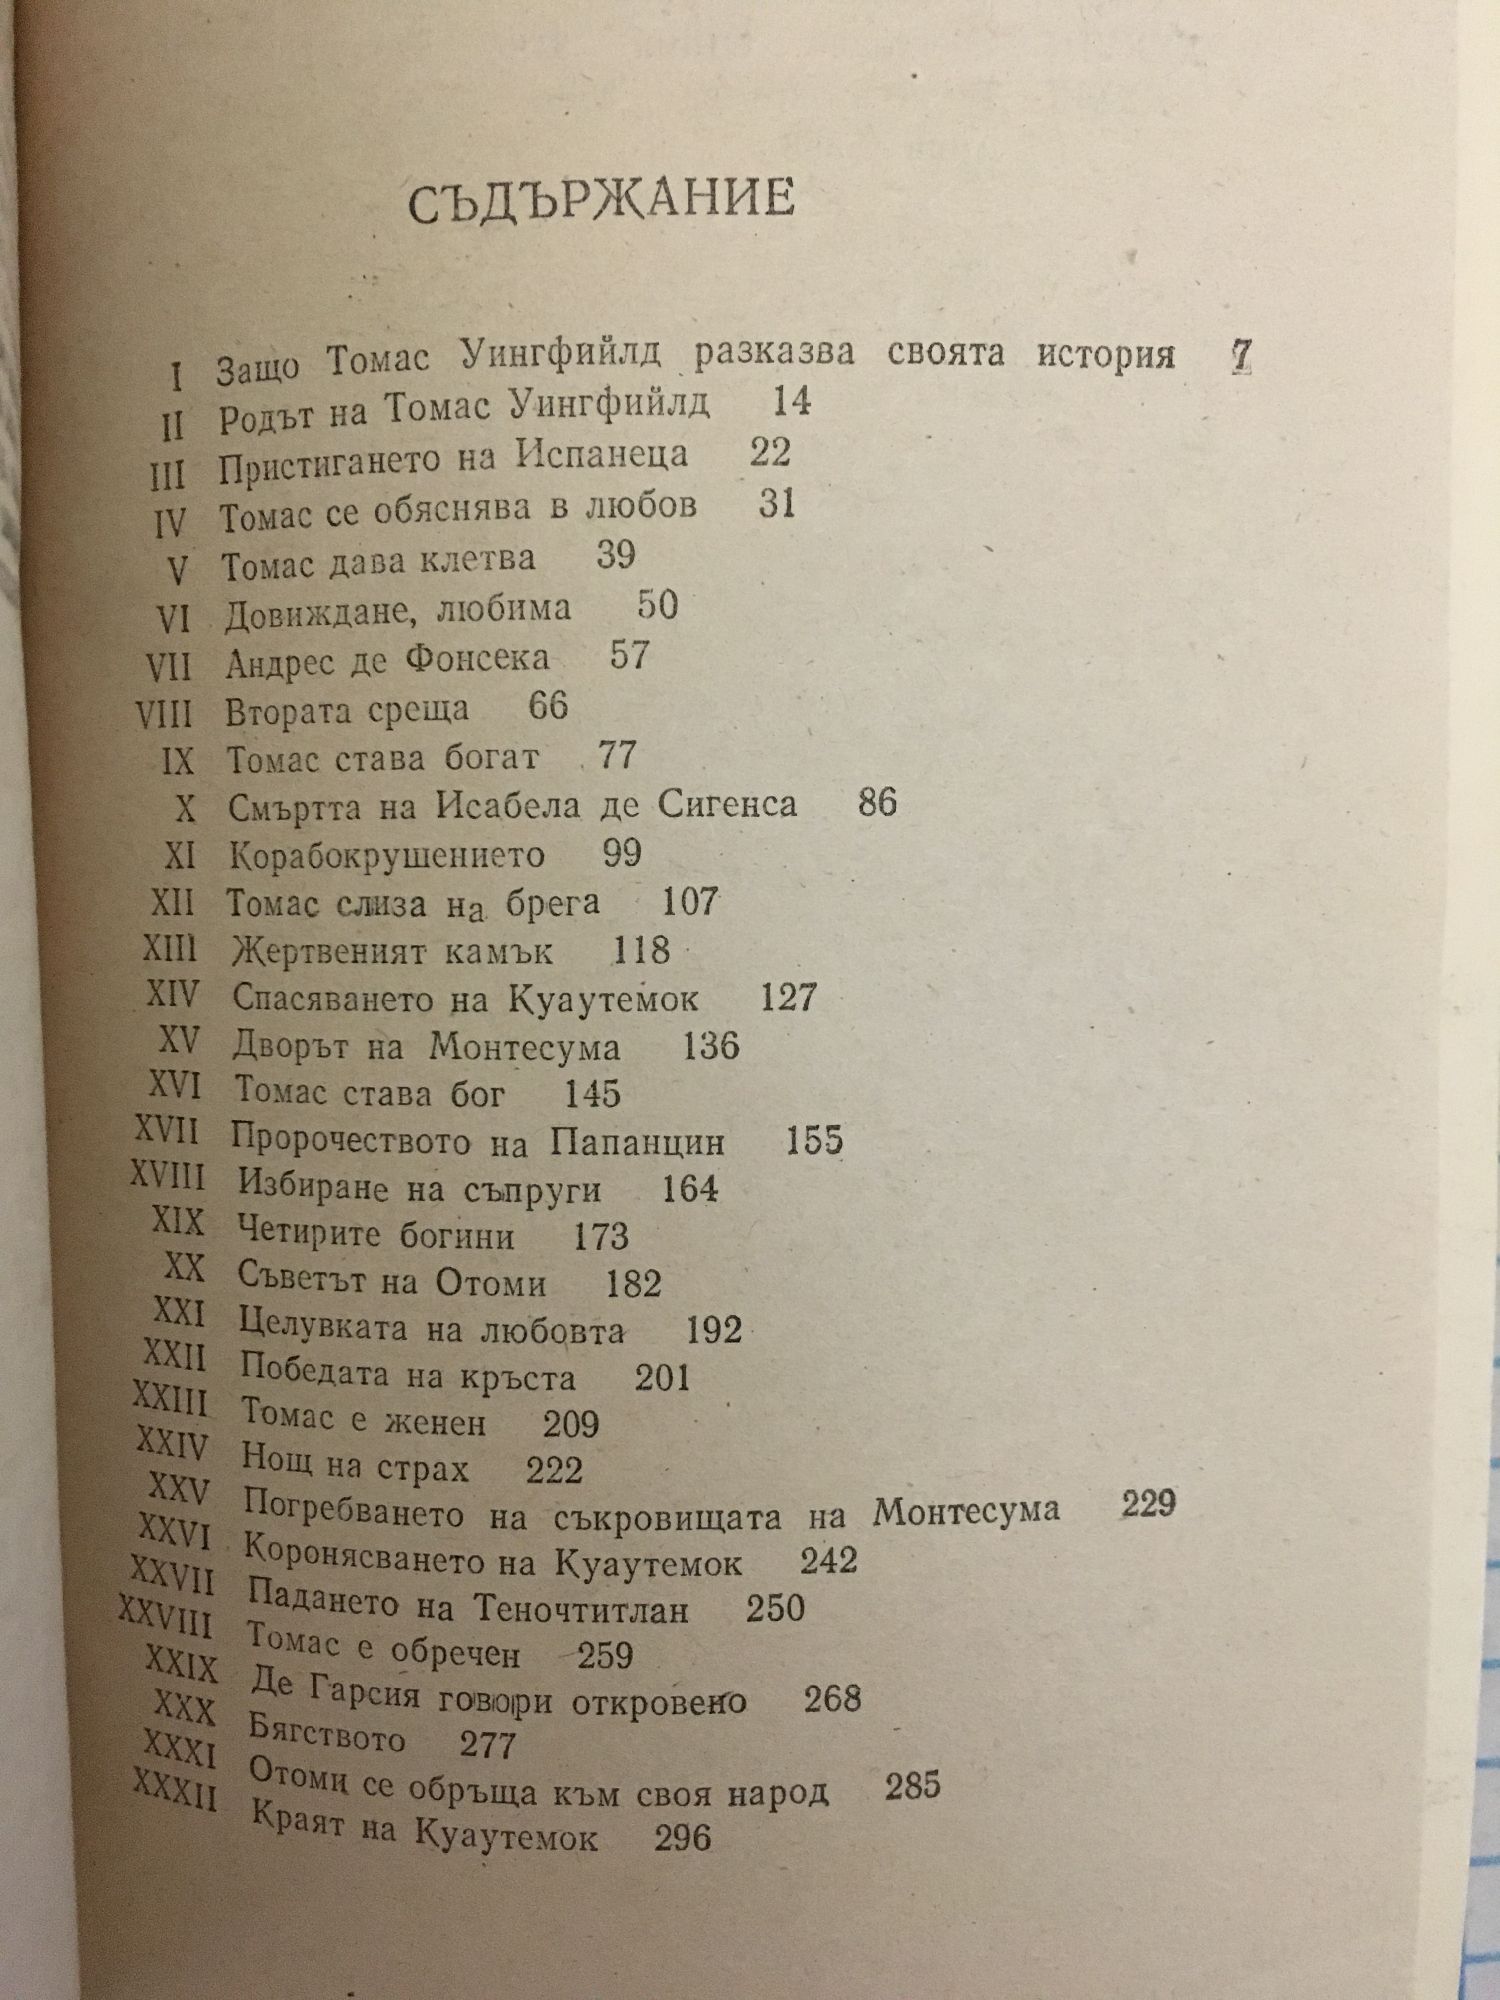 СЪДЪРЖАНИЕ
I Защо Томас Уингфийлд разказва своята история 7
II Родът на Томас Уингфийлд 14
III Пристигането на Испанеца 22
IV Томас се обяснява в любов 31
V Томас дава клетва 39
VI Довиждане, любима 50
VII Андрес де Фонсека 57
VIII Втората среща 66
IX Томас става богат 77
X Смъртта на Исабела де Сигенса 86
XI Корабокрушението 99
XII Томас слиза на брега 107
XIII Жертвеният камък 118
XIV Спасяването на Куаутемок 127
XV Дворът на Монтесума 136
XVI Томас става бог 145
XVII Пророчеството на Папанцин 155
XVIII Избиране на съпруги 164
XIX Четирите богини 173
XX Съветът на Отоми 182
XXI Целувката на любовта 192
XXII Победата на кръста 201
XXIII Томас е женен 209
XXIV Нощ на страх 222
XXV Погребването на съкровищата на Монтесума 229
XXVI Коронясването на Куаутемок 242
XXVII Падането на Теночтитлан 250
XXVIII Томас е обречен 259
XXIX Де Гарсия говори откровено 268
XXX Бягството 277
XXXI Отоми се обръща към своя народ 285
XXXII Краят на Куаутемок 296